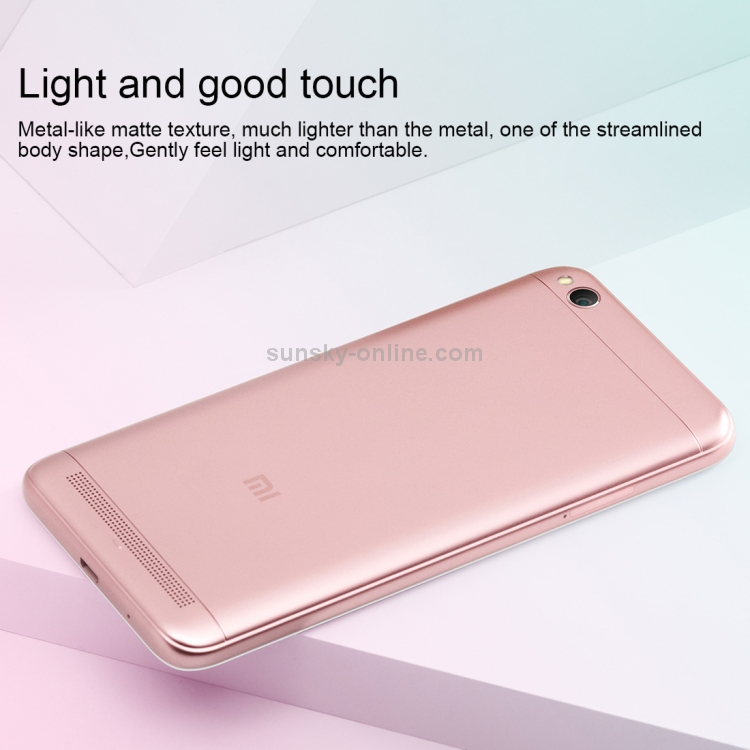 Light and good touch
Metal-like matte texture, much lighter than the metal, one of the streamlined
body shape,Gently feel light and comfortable.
sunsky-online.com
MI